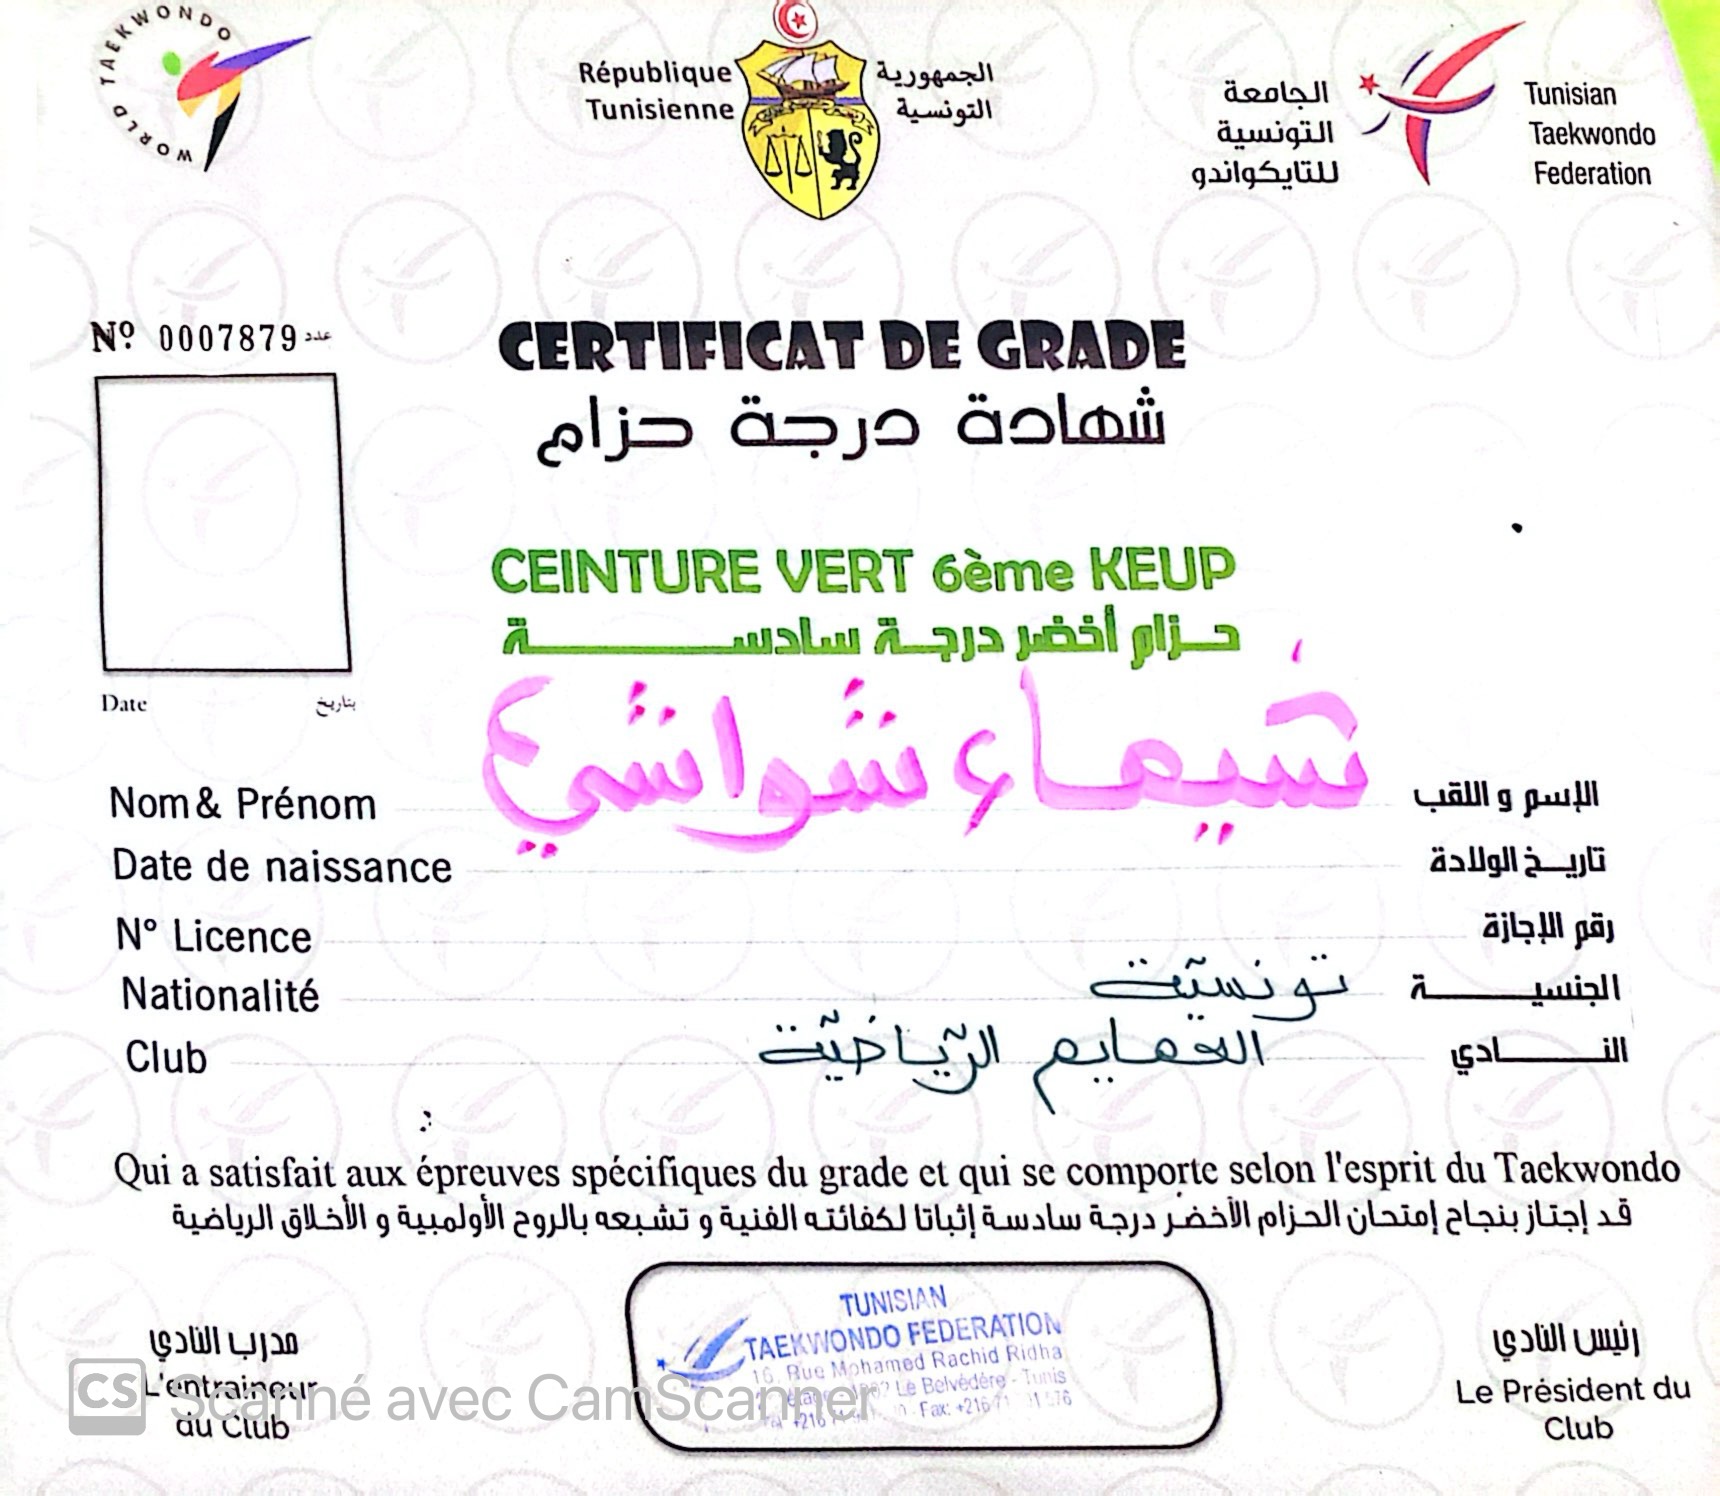 WORLD TAEKWONDO
République
Tunisienne
الجمهورية
التونسية
الجامعة
التونسية
للتايكواندو
Tunisian
Taekwondo
Federation
Nº 0007879 عدد
CERTIFICAT DE GRADE
شهادة درجة حزام
CEINTURE VERT 6ème KEUP
حزام أخضر درجة سادسة
Date بتاريخ
Nom & Prénom شيماء شواشي الإسم و اللقب
Date de naissance تاريخ الولادة
N° Licence رقم الإجازة
Nationalité تونسية الجنسية
Club الرياضية النادي
Qui a satisfait aux épreuves spécifiques du grade et qui se comporte selon l'esprit du Taekwondo
قد إجتاز بنجاح إمتحان الحزام الأخضر درجة سادسة إثباتا لكفائته الفنية و تشبعه بالروح الأولمبية و الأخلاق الرياضية
مدرب النادي
L'entraineur
du Club
TUNISIAN
TAEKWONDO FEDERATION
16, Rue Mohamed Rachid Ridha
Le Belvédère - Tunis
Fax: +216 71
رئيس النادي
Le Président du
Club
CS Scanné avec CamScanner